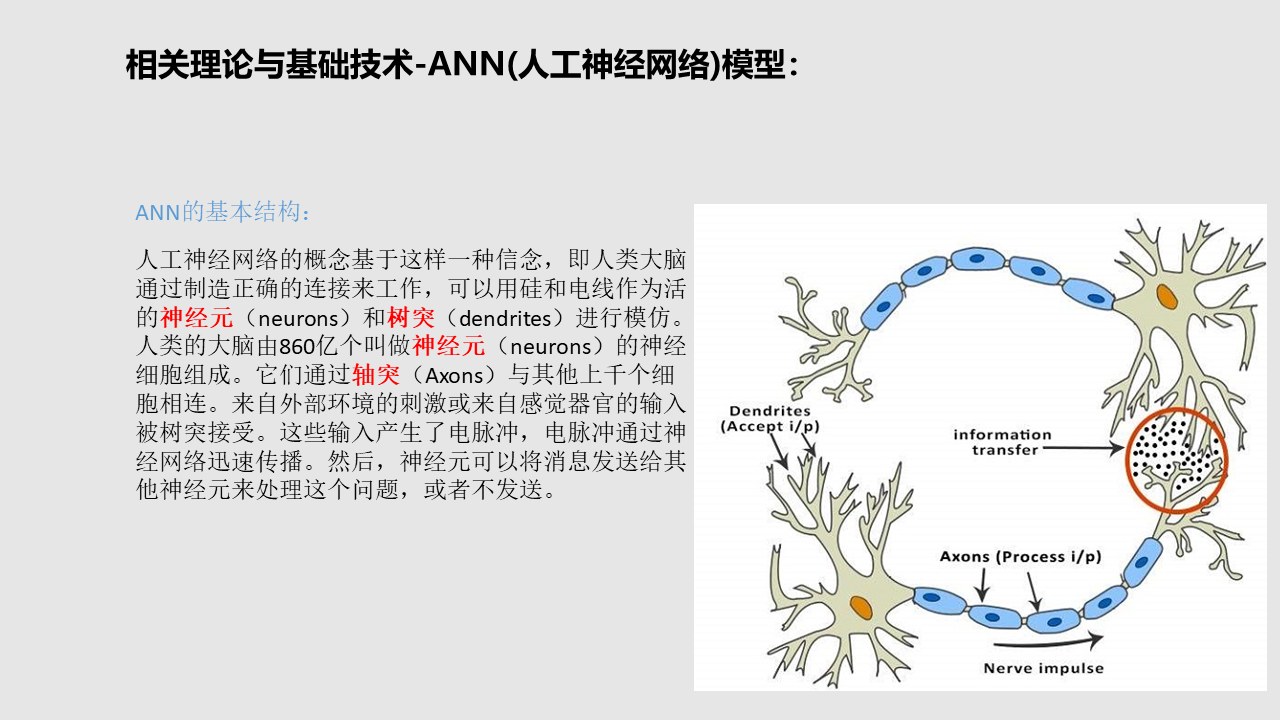 相关理论与基础技术-ANN(人工神经网络)模型：
ANN的基本结构：
人工神经网络的概念基于这样一种信念，即人类大脑
通过制造正确的连接来工作，可以用硅和电线作为活
的神经元（neurons）和树突（dendrites）进行模仿。
人类的大脑由860亿个叫做神经元（neurons）的神经
细胞组成。它们通过轴突（Axons）与其他上千个细
胞相连。来自外部环境的刺激或来自感觉器官的输入
被树突接受。这些输入产生了电脉冲，电脉冲通过神
经网络迅速传播。然后，神经元可以将消息发送给其
他神经元来处理这个问题，或者不发送。
Dendrites
(Accept i/p)
information
transfer
Axons (Process i/p)
Nerve impulse